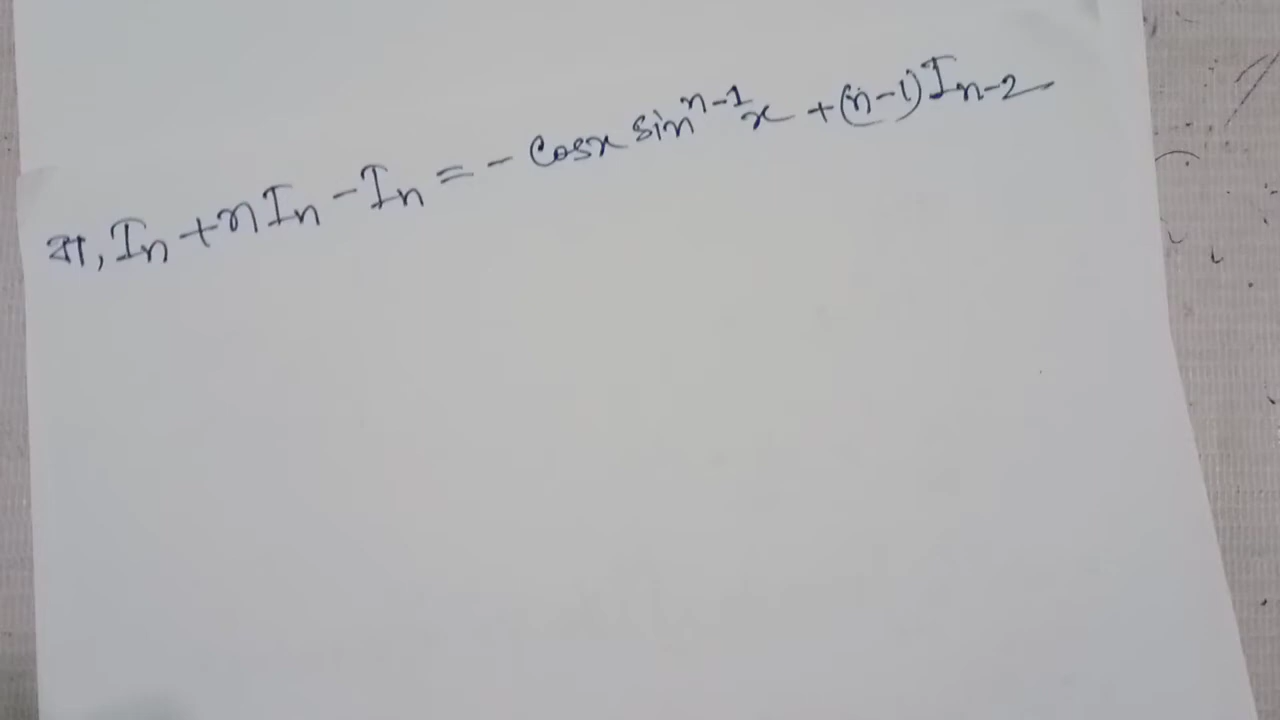 বা, Iₙ + nIₙ - Iₙ = - Cosx sinⁿ⁻¹x + (n-1) Iₙ₋₂